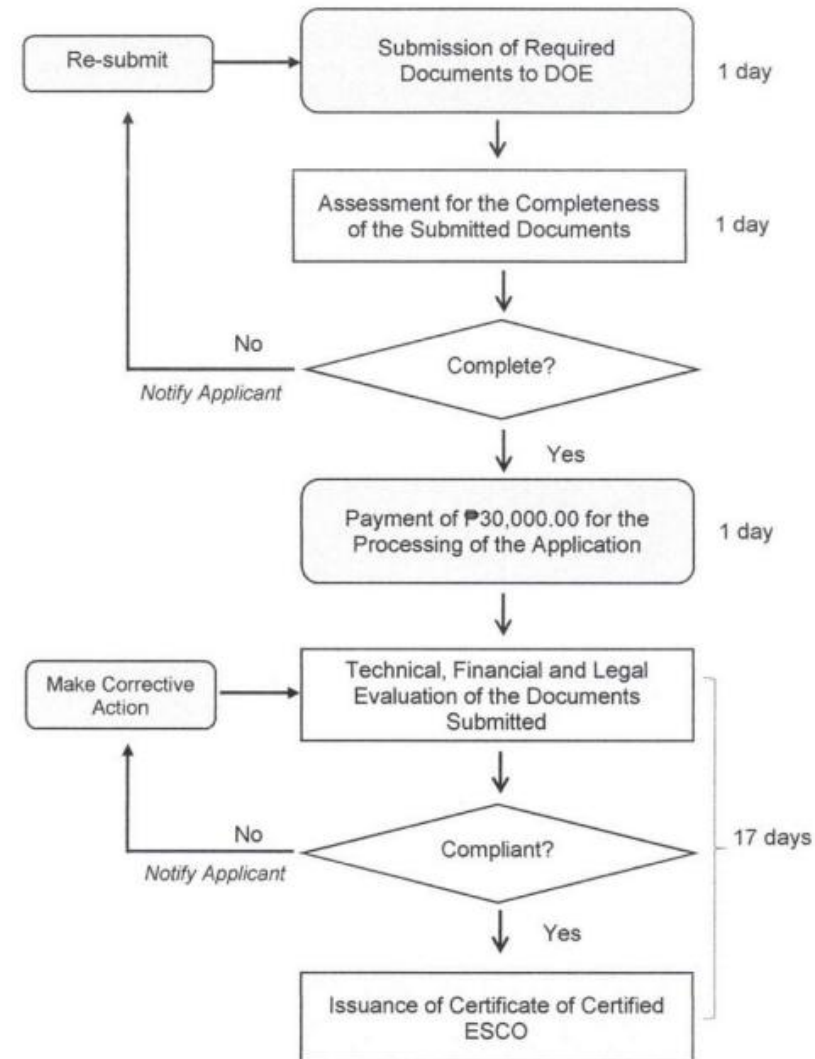 Re-submit
Submission of Required
Documents to DOE
1 day
Assessment for the Completeness
of the Submitted Documents
1 day
No
Complete?
Notify Applicant
Yes
Payment of ₱30,000.00 for the
Processing of the Application
1 day
Make Corrective
Action
Technical, Financial and Legal
Evaluation of the Documents
Submitted
No
Compliant?
17 days
Notify Applicant
Yes
Issuance of Certificate of Certified
ESCO